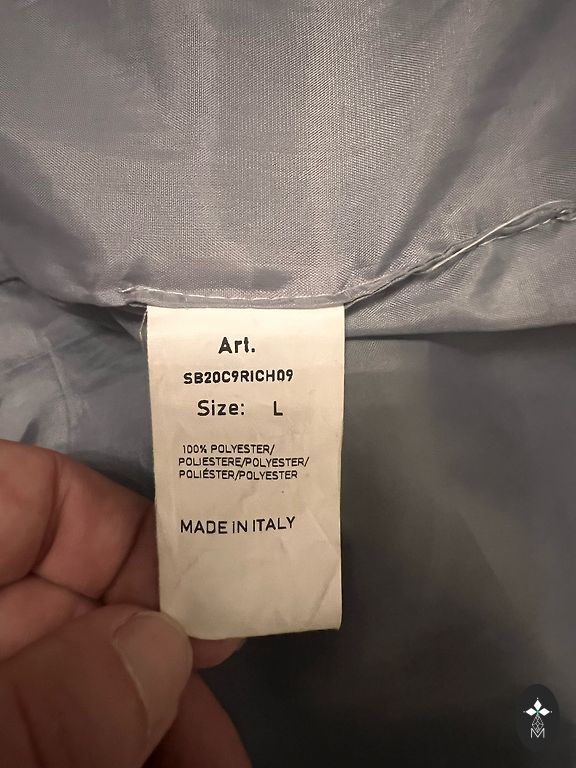 Art.
SB20C9RICH09
Size: L
100% POLYESTER/
POLIESTERE/POLYESTER/
POLIÉSTER/POLYESTER
MADE IN ITALY